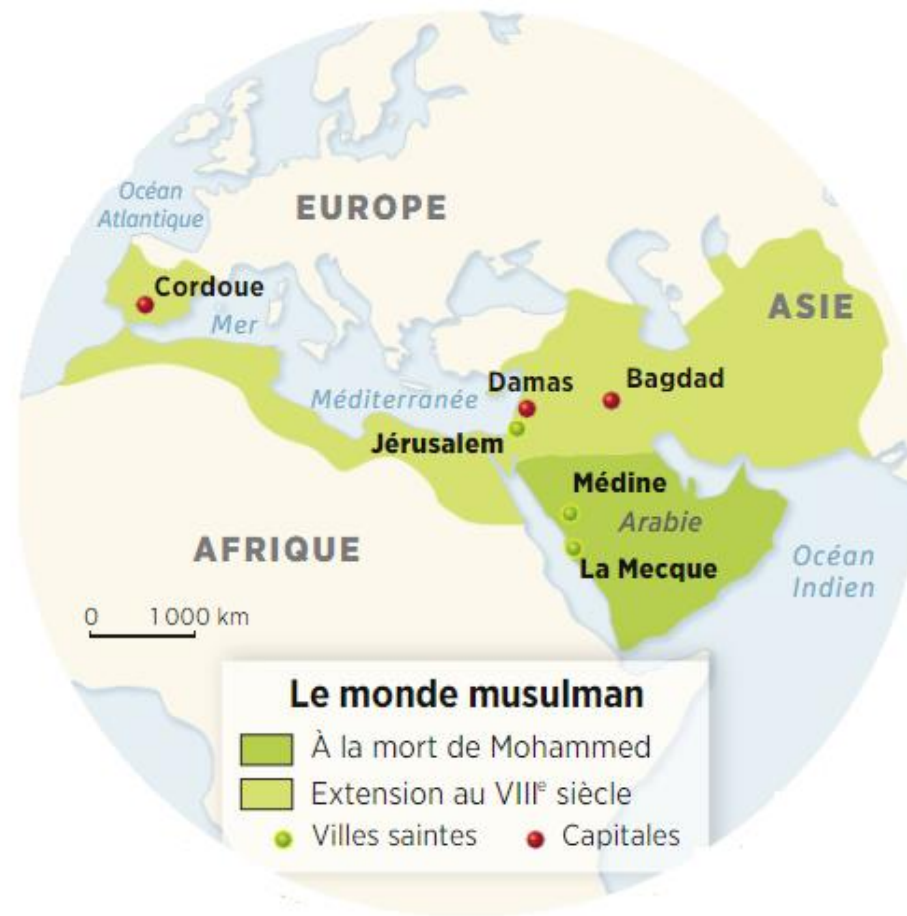 Océan
Atlantique
EUROPE
Cordoue
Mer
ASIE
Damas
Bagdad
Méditerranée
Jérusalem
Médine
Arabie
AFRIQUE
La Mecque
Océan
Indien
0 1 000 km
Le monde musulman
À la mort de Mohammed
Extension au VIIIᵉ siècle
Villes saintes
Capitales